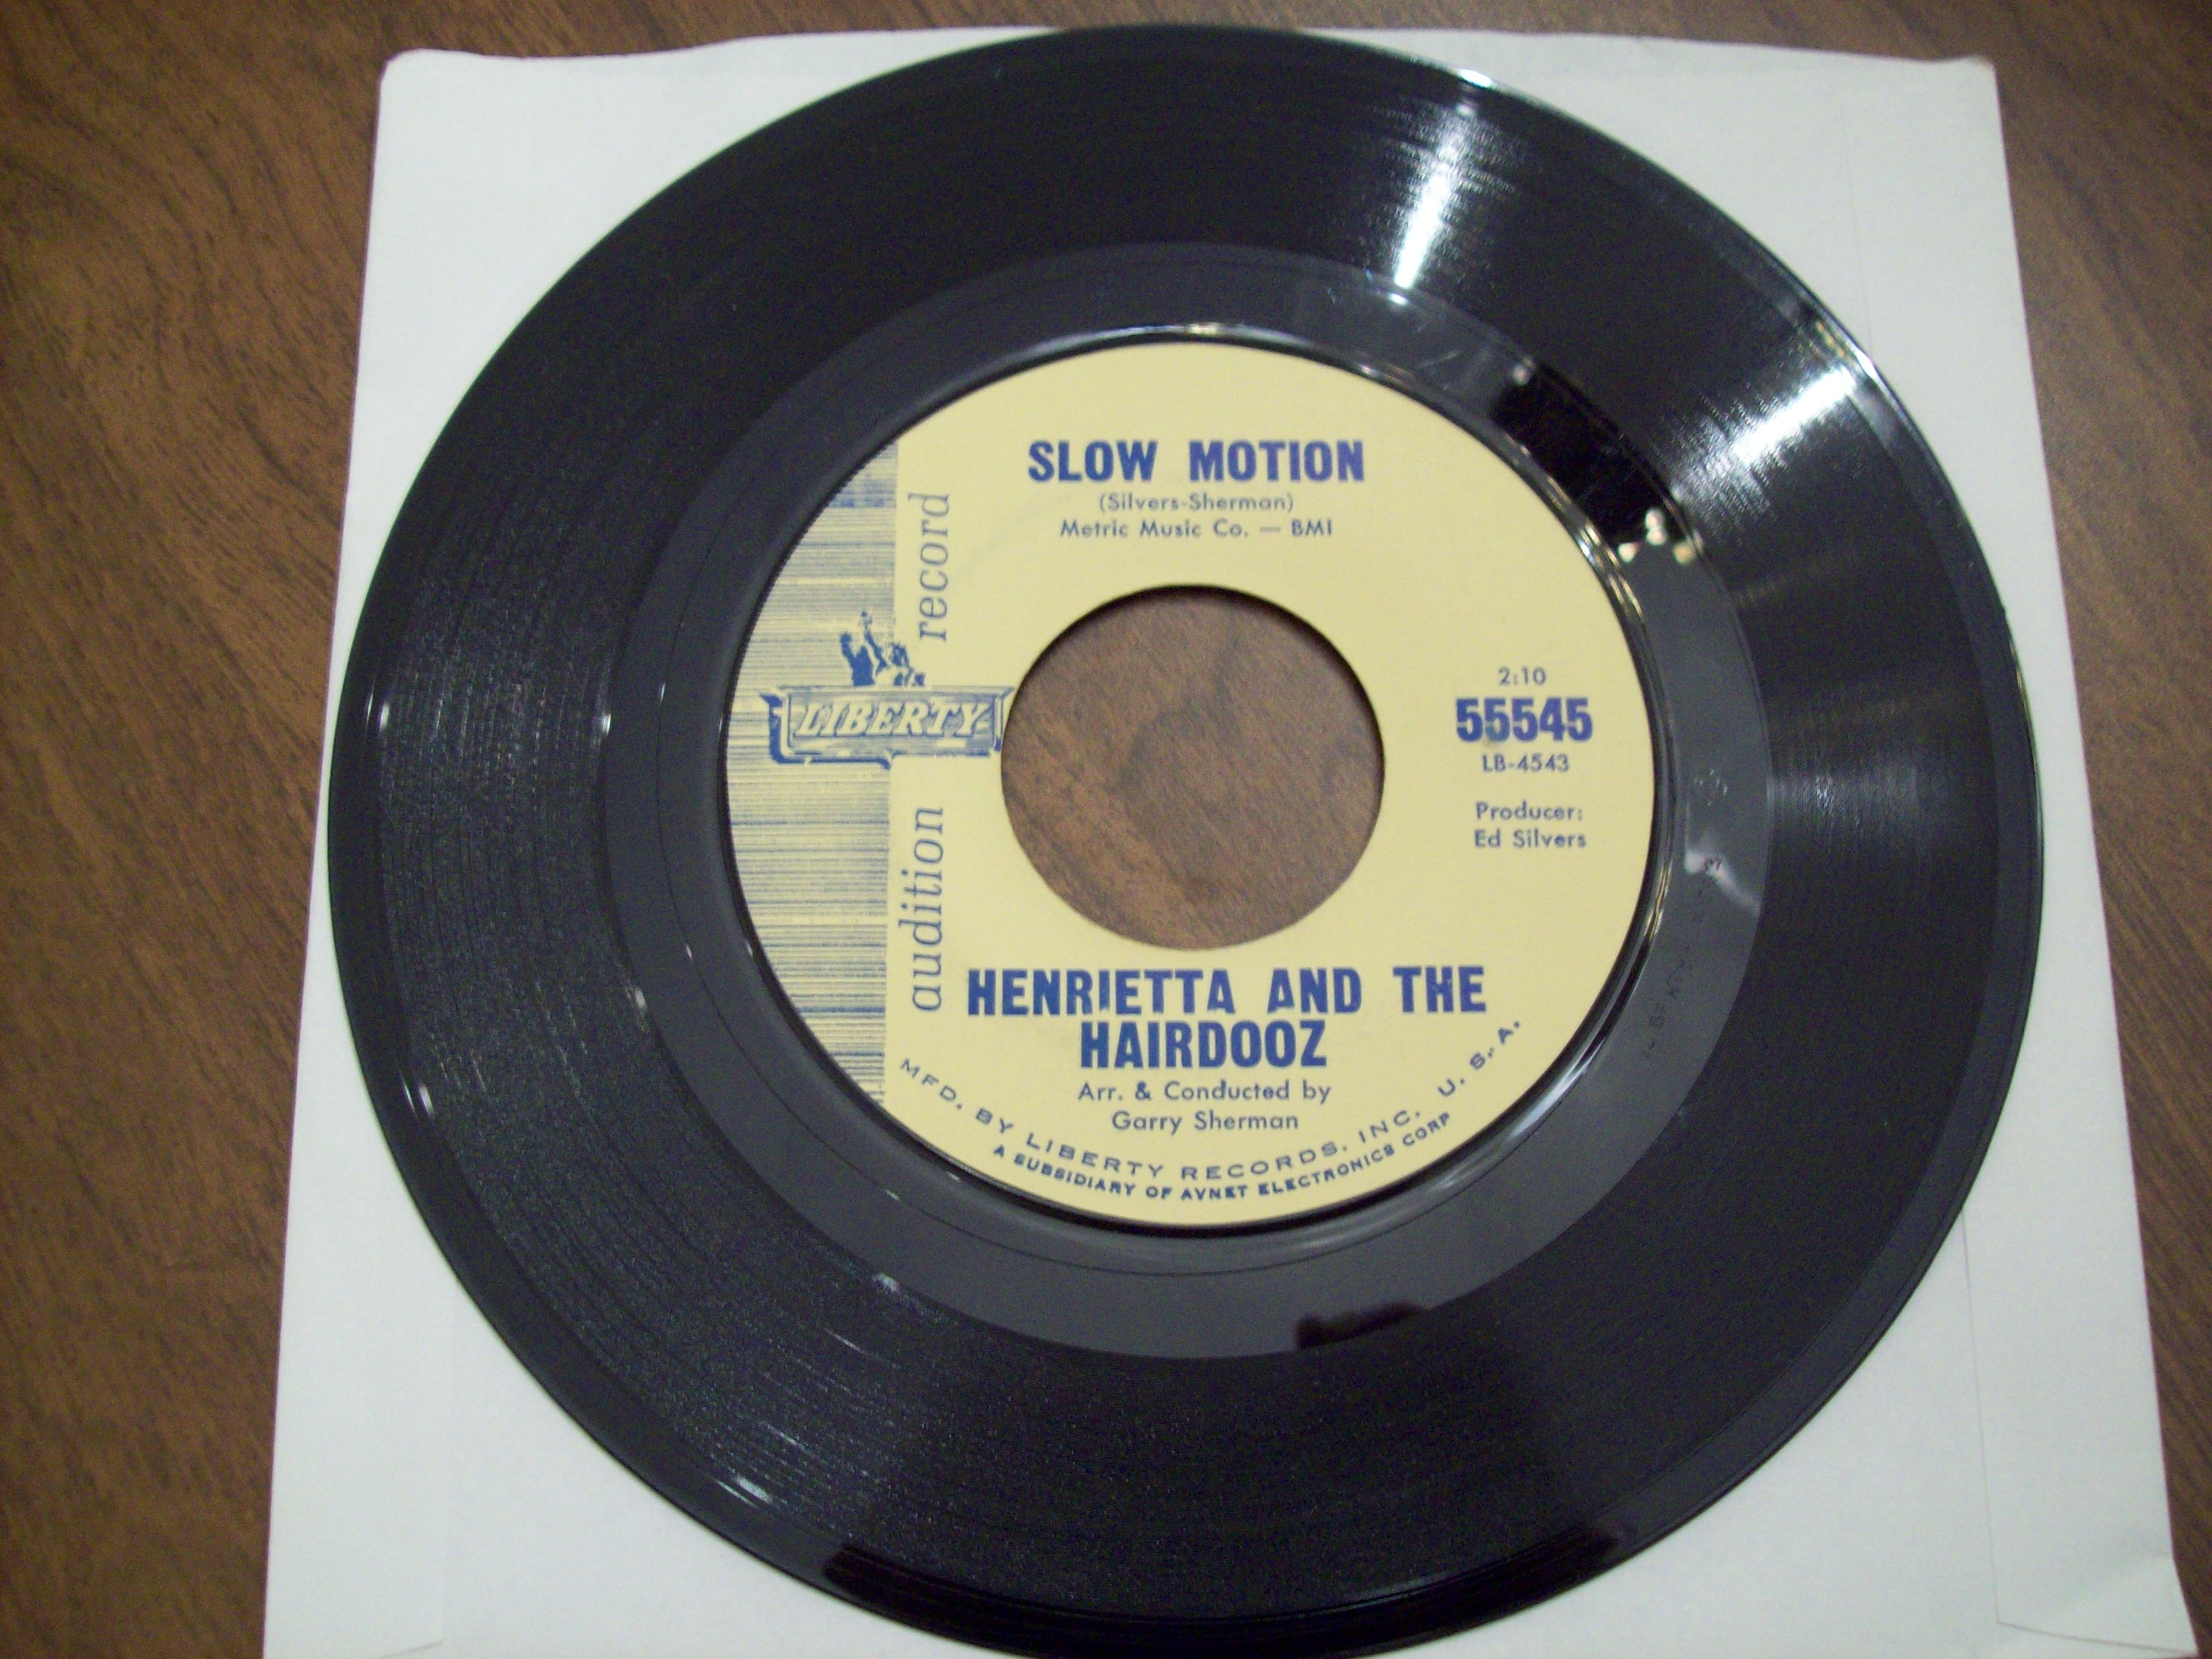 SLOW MOTION
(Silvers-Sherman)
Metric Music Co. — BMI
audition record
LIBERTY
2:10
55545
LB-4543
Producer:
Ed Silvers
HENRIETTA AND THE
HAIRDOOZ
Arr. & Conducted by
Garry Sherman
MFD. BY LIBERTY RECORDS, INC. U.S.A.
A SUBSIDIARY OF AVNET ELECTRONICS CORP